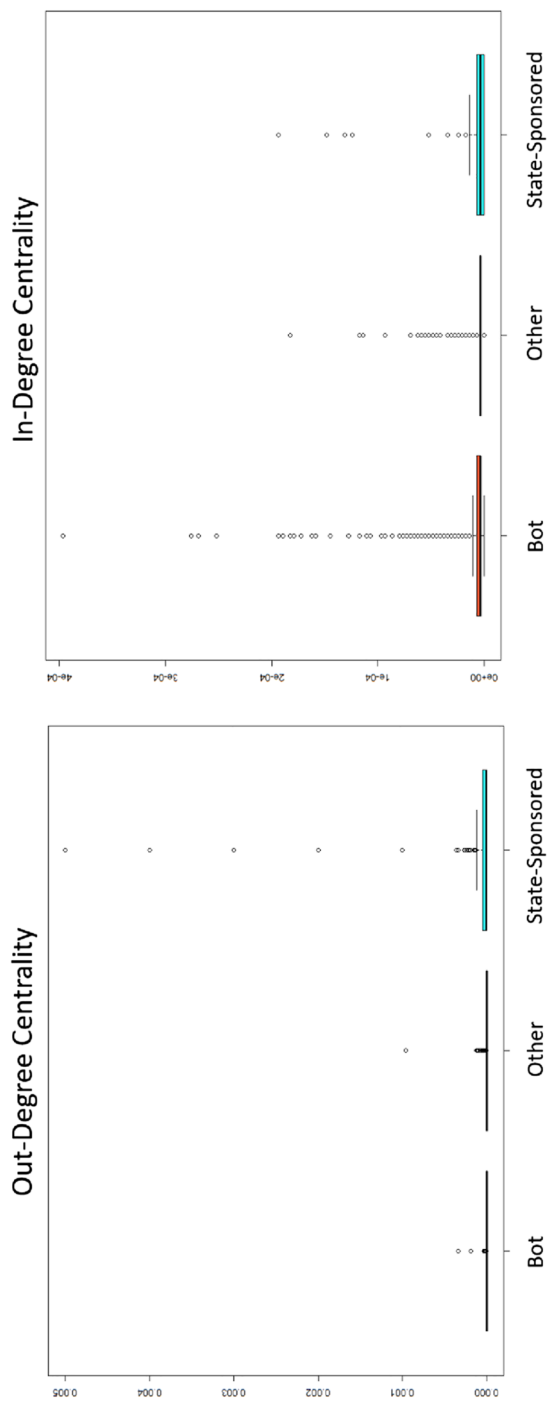 Out-Degree Centrality
0.005
0.004
0.003
0.002
0.001
0.000
Bot
Other
State-Sponsored
In-Degree Centrality
4e-04
3e-04
2e-04
1e-04
0e+00
Bot
Other
State-Sponsored